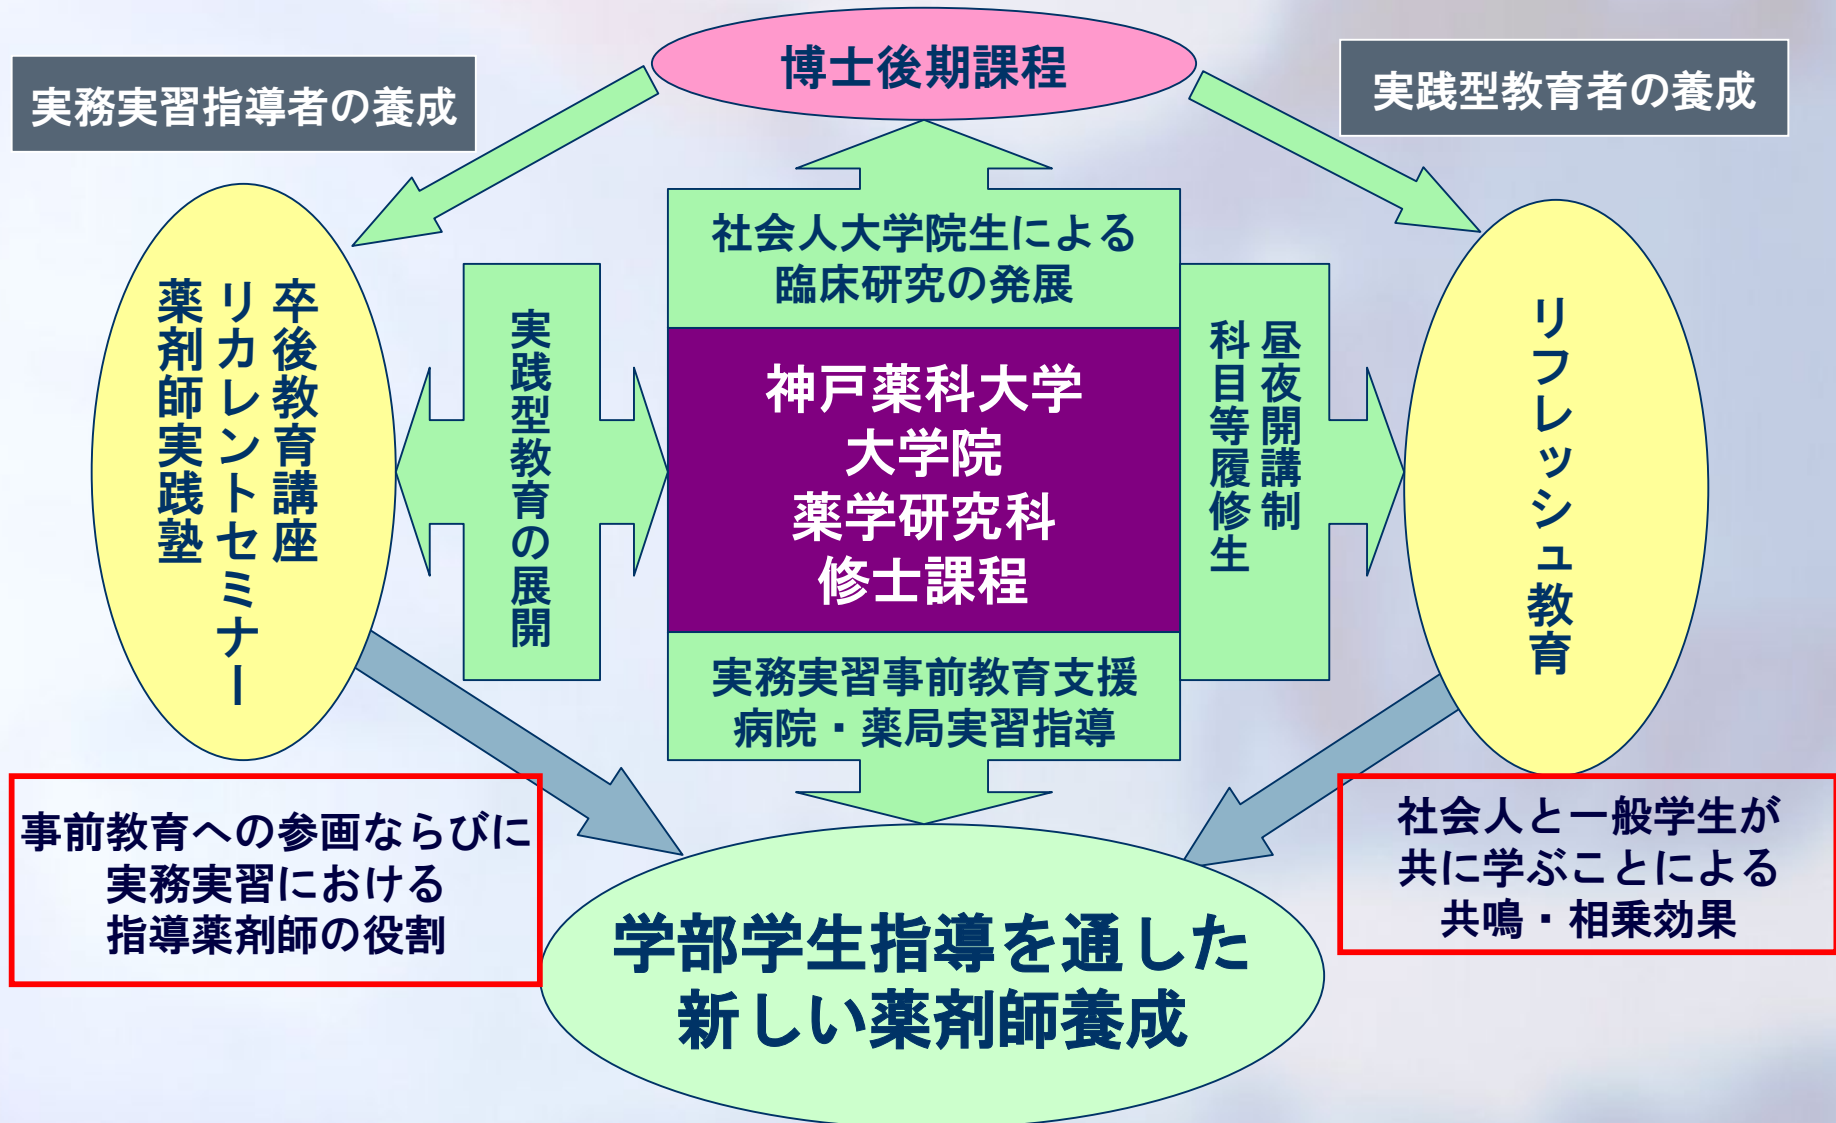 博士後期課程
実務実習指導者の養成
実践型教育者の養成
社会人大学院生による
臨床研究の発展
卒後教育講座
リカレントセミナー
薬剤師実践塾
実践型教育の展開
神戸薬科大学
大学院
薬学研究科
修士課程
昼夜開講制
科目等履修生
リフレッシュ教育
実務実習事前教育支援
病院・薬局実習指導
事前教育への参画ならびに
実務実習における
指導薬剤師の役割
社会人と一般学生が
共に学ぶことによる
共鳴・相乗効果
学部学生指導を通した
新しい薬剤師養成